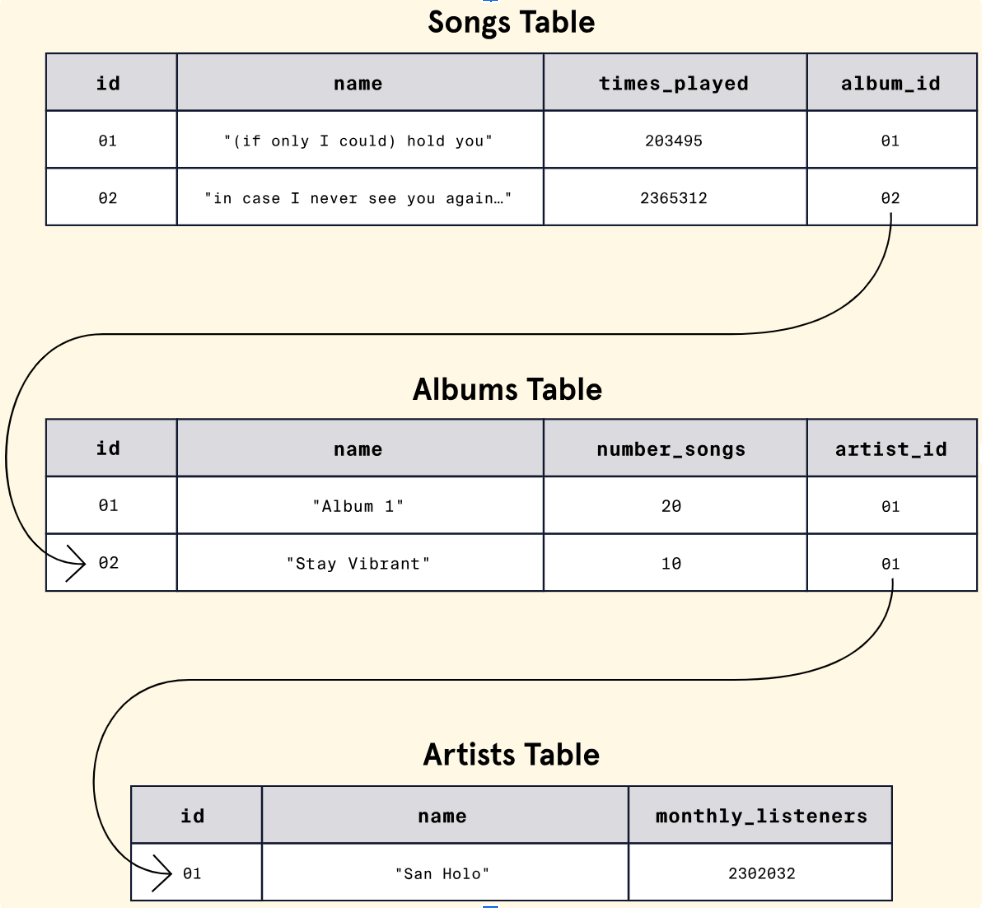 Songs Table
id name times_played album_id
01 "(if only I could) hold you" 203495 01
02 "in case I never see you again…" 2365312 02
Albums Table
id name number_songs artist_id
01 "Album 1" 20 01
02 "Stay Vibrant" 10 01
Artists Table
id name monthly_listeners
01 "San Holo" 2302032